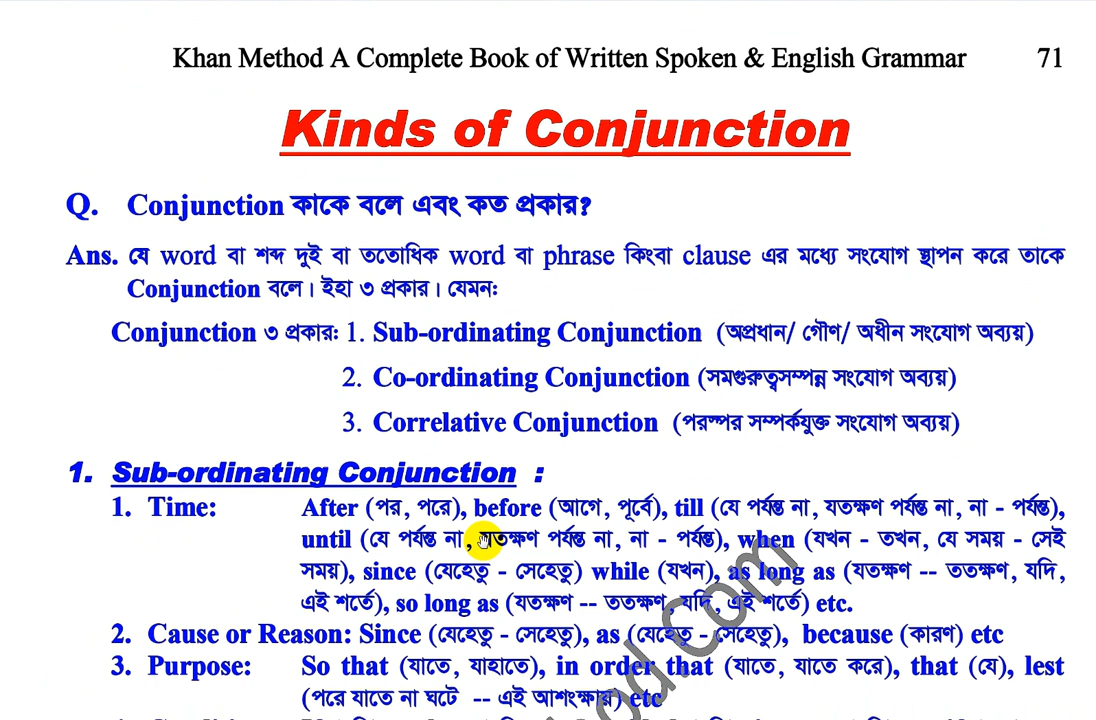 Khan Method A Complete Book of Written Spoken & English Grammar 71
Kinds of Conjunction
Q. Conjunction কাকে বলে এবং কত প্রকার?
Ans. যে word বা শব্দ দুই বা ততোধিক word বা phrase কিংবা clause এর মধ্যে সংযোগ স্থাপন করে তাকে
Conjunction বলে। ইহা ৩ প্রকার। যেমনঃ
Conjunction ৩ প্রকারঃ 1. Sub-ordinating Conjunction (অপ্রধান/ গৌণ/ অধীন সংযোগ অব্যয়)
2. Co-ordinating Conjunction (সমগুরুত্বসম্পন্ন সংযোগ অব্যয়)
3. Correlative Conjunction (পরষ্পর সম্পর্কযুক্ত সংযোগ অব্যয়)
1. Sub-ordinating Conjunction :
1. Time: After (পর, পরে), before (আগে, পূর্বে), till (যে পর্যন্ত না, যতক্ষণ পর্যন্ত না, না - পর্যন্ত),
until (যে পর্যন্ত না, যতক্ষণ পর্যন্ত না, না - পর্যন্ত), when (যখন - তখন, যে সময় - সেই
সময়), since (যেহেতু - সেহেতু) while (যখন), as long as (যতক্ষণ -- ততক্ষণ, যদি,
এই শর্তে), so long as (যতক্ষণ -- ততক্ষণ, যদি, এই শর্তে) etc.
2. Cause or Reason: Since (যেহেতু - সেহেতু), as (যেহেতু - সেহেতু), because (কারণ) etc
3. Purpose: So that (যাতে, যাহাতে), in order that (যাতে, যাতে করে), that (যে), lest
(পরে যাতে না ঘটে -- এই আশংক্ষায়) etc